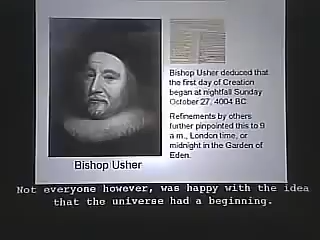 Bishop Usher deduced that
the first day of Creation
began at nightfall Sunday
October 27, 4004 BC.
Refinements by others
further pinpointed this to 9
a.m., London time, or
midnight in the Garden of
Eden.
Bishop Usher
Not everyone however, was happy with the idea
that the universe had a beginning.